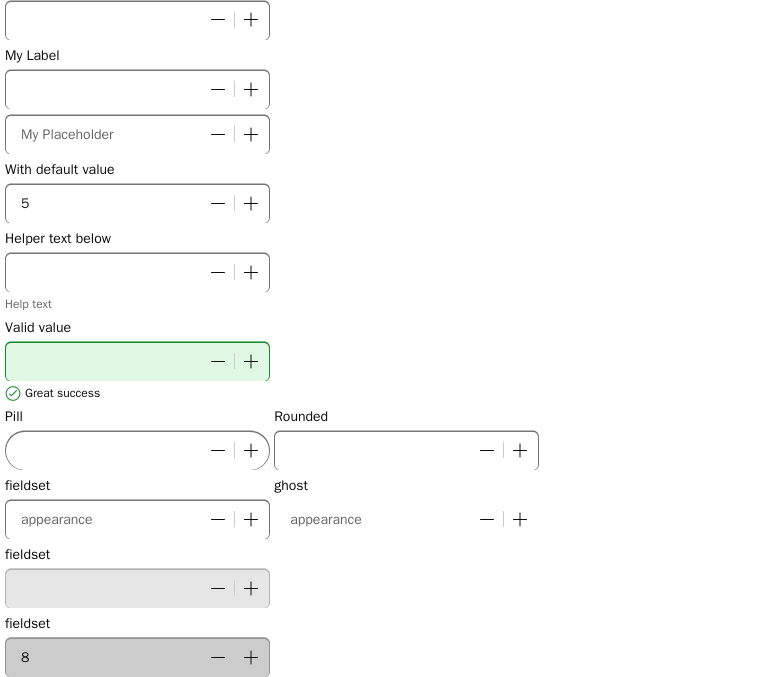 My Label
My Placeholder
With default value
5
Helper text below
Help text
Valid value
Great success
Pill
Rounded
fieldset
ghost
appearance
appearance
fieldset
fieldset
8